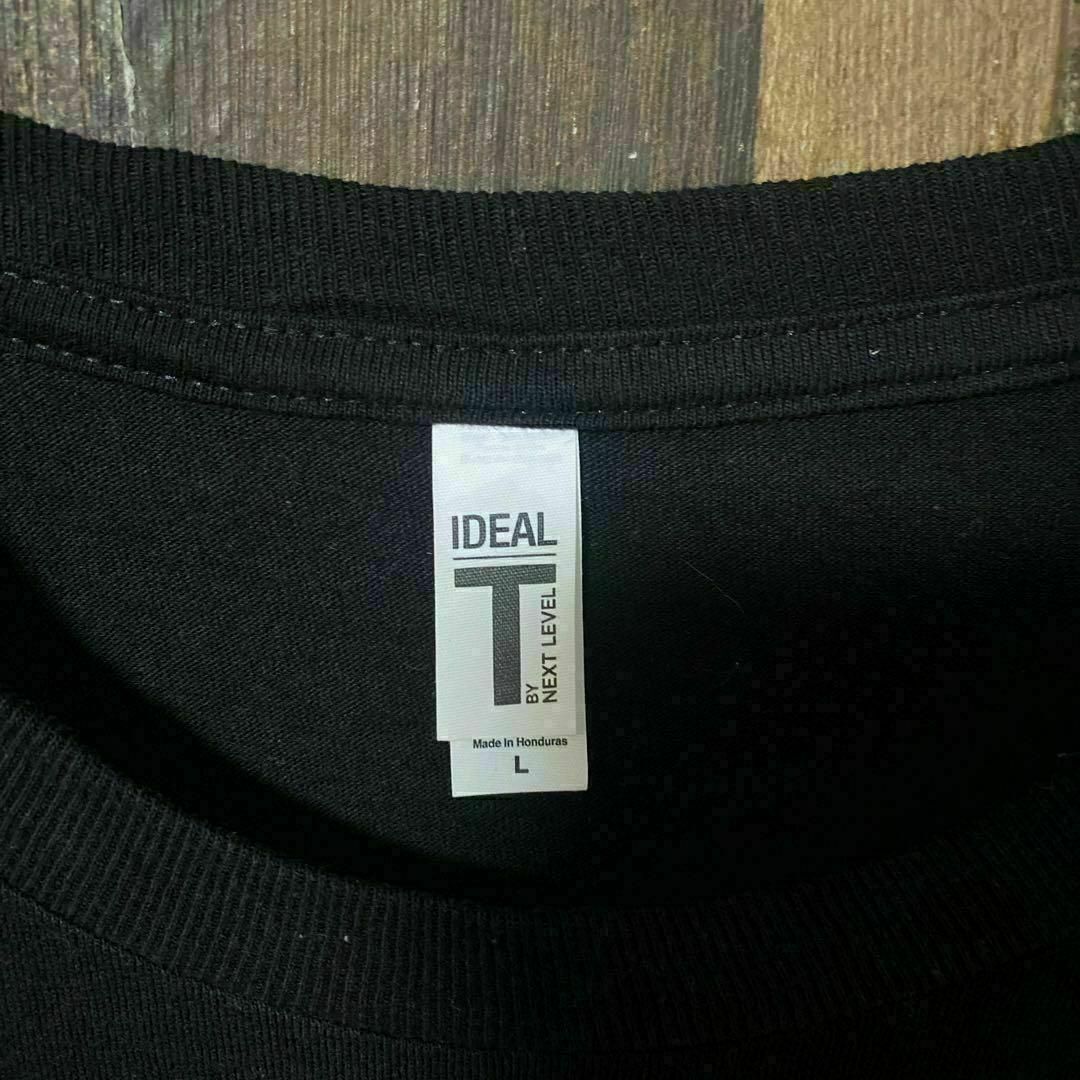 IDEAL
T
BY
NEXT LEVEL
Made In Honduras
L